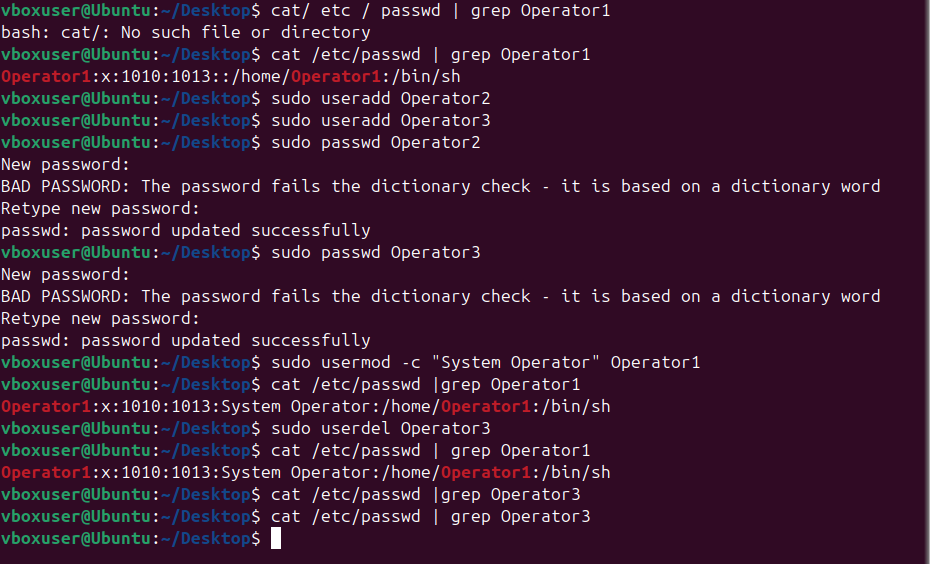 vboxuser@Ubuntu:~/Desktop$ cat/ etc / passwd | grep Operator1
bash: cat/: No such file or directory
vboxuser@Ubuntu:~/Desktop$ cat /etc/passwd | grep Operator1
Operator1:x:1010:1013::/home/Operator1:/bin/sh
vboxuser@Ubuntu:~/Desktop$ sudo useradd Operator2
vboxuser@Ubuntu:~/Desktop$ sudo useradd Operator3
vboxuser@Ubuntu:~/Desktop$ sudo passwd Operator2
New password:
BAD PASSWORD: The password fails the dictionary check - it is based on a dictionary word
Retype new password:
passwd: password updated successfully
vboxuser@Ubuntu:~/Desktop$ sudo passwd Operator3
New password:
BAD PASSWORD: The password fails the dictionary check - it is based on a dictionary word
Retype new password:
passwd: password updated successfully
vboxuser@Ubuntu:~/Desktop$ sudo usermod -c "System Operator" Operator1
vboxuser@Ubuntu:~/Desktop$ cat /etc/passwd |grep Operator1
Operator1:x:1010:1013:System Operator:/home/Operator1:/bin/sh
vboxuser@Ubuntu:~/Desktop$ sudo userdel Operator3
vboxuser@Ubuntu:~/Desktop$ cat /etc/passwd | grep Operator1
Operator1:x:1010:1013:System Operator:/home/Operator1:/bin/sh
vboxuser@Ubuntu:~/Desktop$ cat /etc/passwd |grep Operator3
vboxuser@Ubuntu:~/Desktop$ cat /etc/passwd | grep Operator3
vboxuser@Ubuntu:~/Desktop$